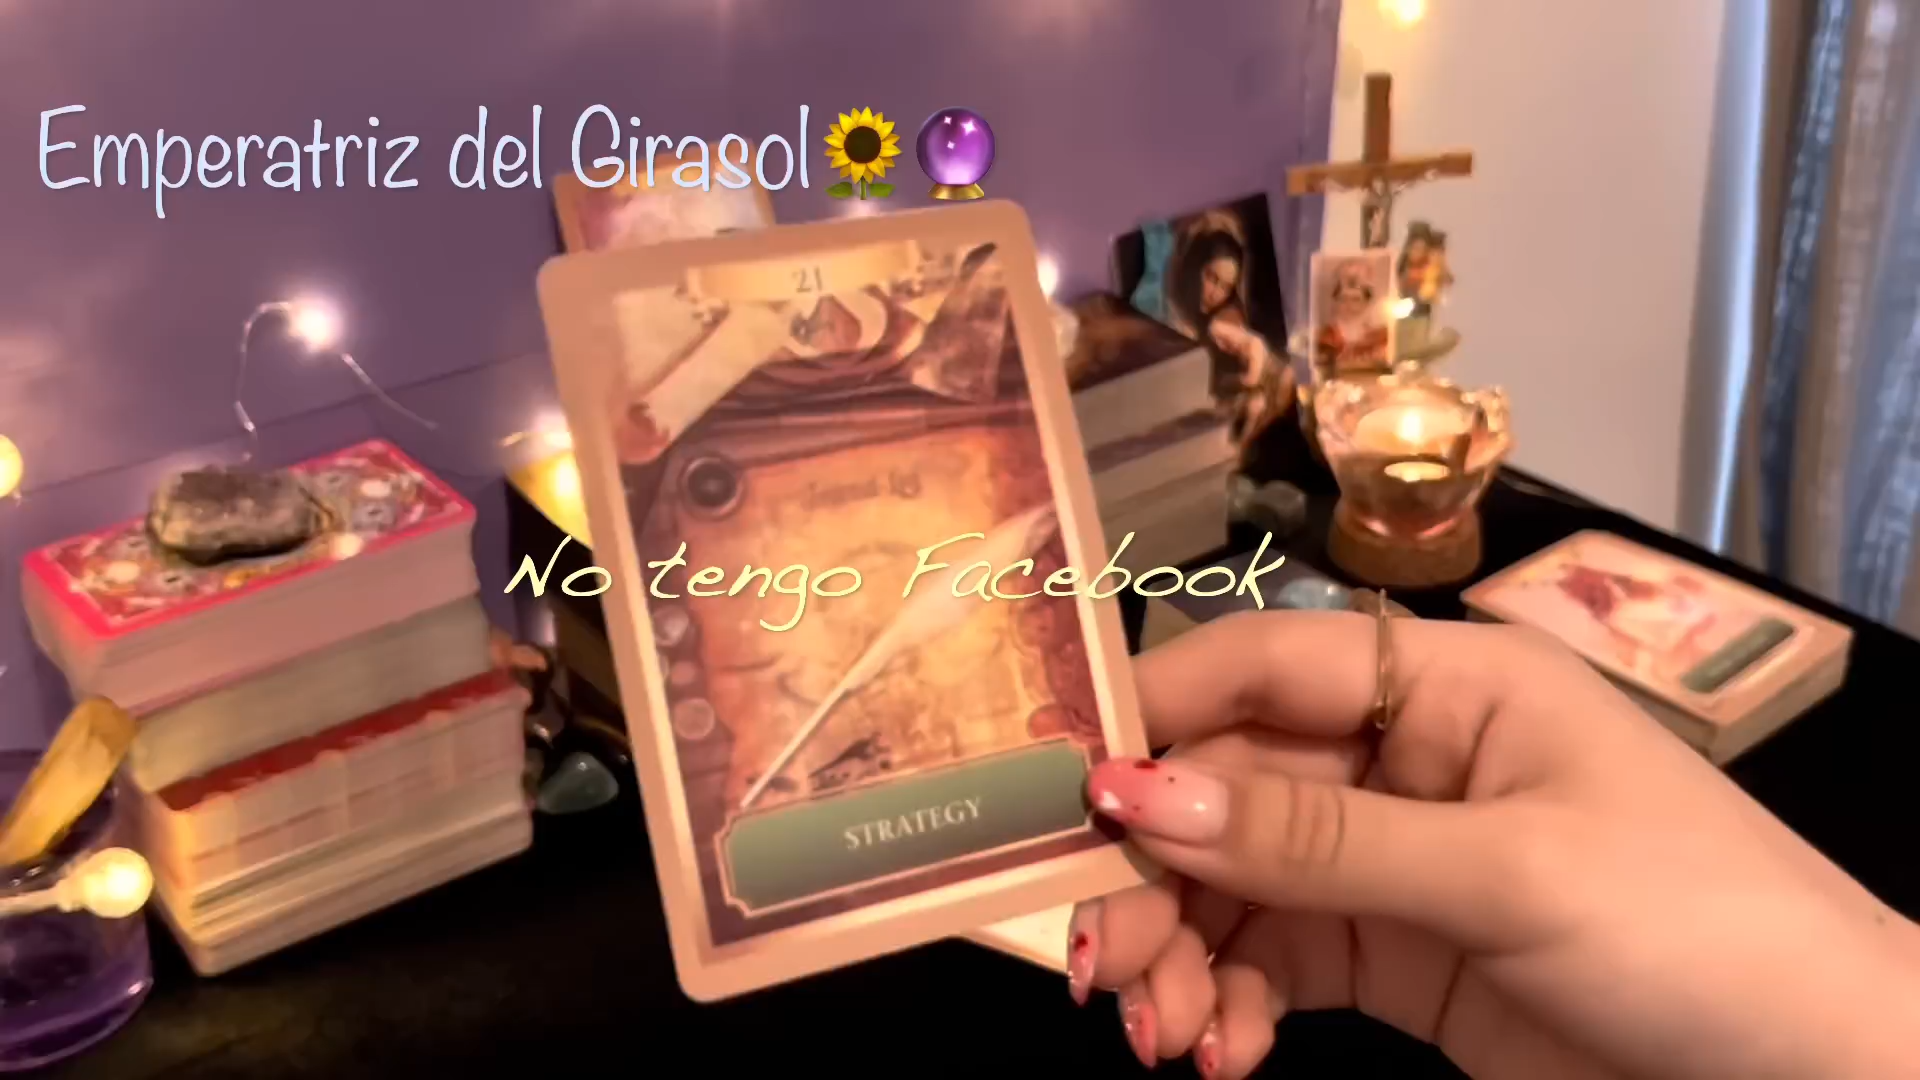 Emperatriz del Girasol🌻🔮
21
No tengo Facebook
STRATEGY